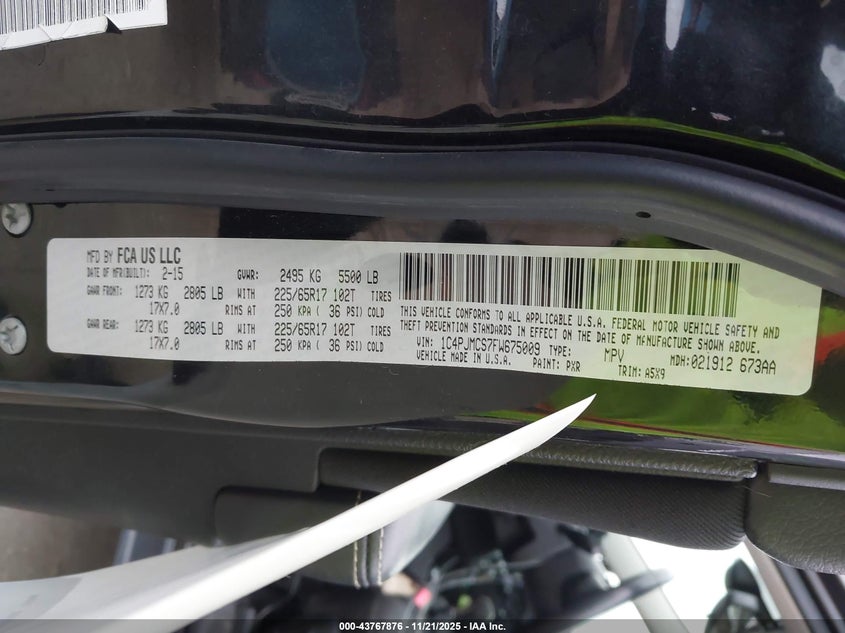 MFD BY FCA US LLC
DATE OF MFR(BUILT): 2-15 GVWR: 2495 KG 5500 LB
GAWR FRONT: 1273 KG 2805 LB WITH 225/65R17 102T TIRES
17X7.0 RIMS AT 250 KPA ( 36 PSI) COLD
GAWR REAR: 1273 KG 2805 LB WITH 225/65R17 102T TIRES
17X7.0 RIMS AT 250 KPA ( 36 PSI) COLD
THIS VEHICLE CONFORMS TO ALL APPLICABLE U.S.A. FEDERAL MOTOR VEHICLE SAFETY AND
THEFT PREVENTION STANDARDS IN EFFECT ON THE DATE OF MANUFACTURE SHOWN ABOVE.
VIN: 1C4PJMCS7FW675009 TYPE: MPV MDH:021912 673AA
VEHICLE MADE IN U.S.A. PAINT: PXR TRIM: A5X9
000-43767876 - 11/21/2025 - IAA Inc.